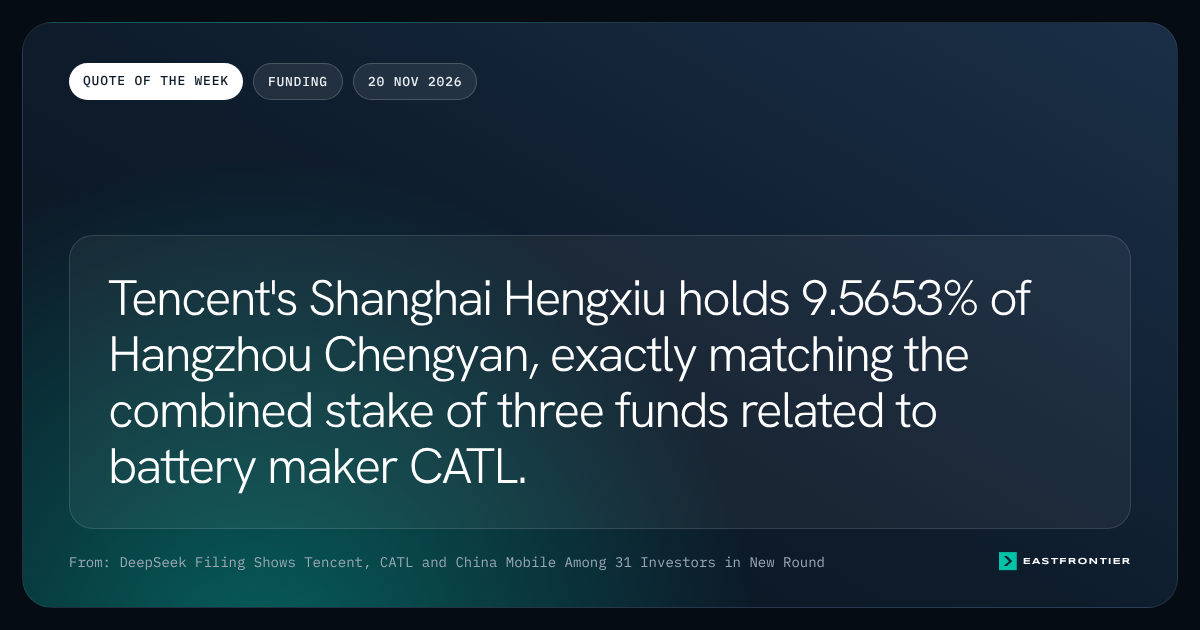 QUOTE OF THE WEEK
FUNDING
20 NOV 2026
Tencent's Shanghai Hengxiu holds 9.5653% of
Hangzhou Chengyan, exactly matching the
combined stake of three funds related to
battery maker CATL.
From: DeepSeek Filing Shows Tencent, CATL and China Mobile Among 31 Investors in New Round
EASTFRONTIER